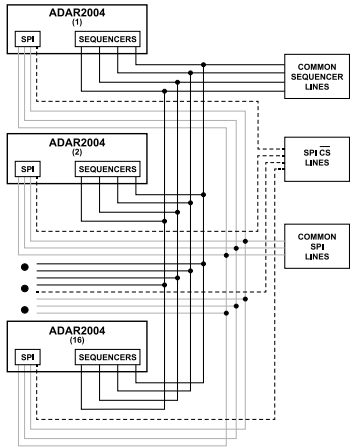 ADAR2004
(1)
SPI
SEQUENCERS
COMMON
SEQUENCER
LINES
ADAR2004
(2)
SPI
SEQUENCERS
SPI CS
LINES
COMMON
SPI
LINES
ADAR2004
(16)
SPI
SEQUENCERS